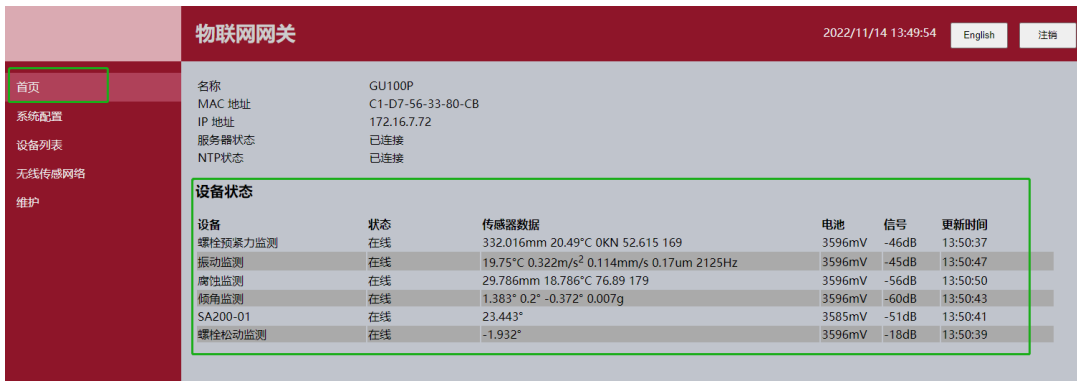 物联网网关 2022/11/14 13:49:54 English 注销
首页
系统配置
设备列表
无线传感网络
维护
名称 GU100P
MAC 地址 C1-D7-56-33-80-CB
IP 地址 172.16.7.72
服务器状态 已连接
NTP状态 已连接
设备状态
设备 状态 传感器数据 电池 信号 更新时间
螺栓预紧力监测 在线 332.016mm 20.49°C 0KN 52.615 169 3596mV -46dB 13:50:37
振动监测 在线 19.75°C 0.322m/s² 0.114mm/s 0.17um 2125Hz 3596mV -45dB 13:50:47
腐蚀监测 在线 29.786mm 18.786°C 76.89 179 3596mV -56dB 13:50:50
倾角监测 在线 1.383° 0.2° -0.372° 0.007g 3596mV -60dB 13:50:43
SA200-01 在线 23.443° 3585mV -51dB 13:50:41
螺栓松动监测 在线 -1.932° 3596mV -18dB 13:50:39